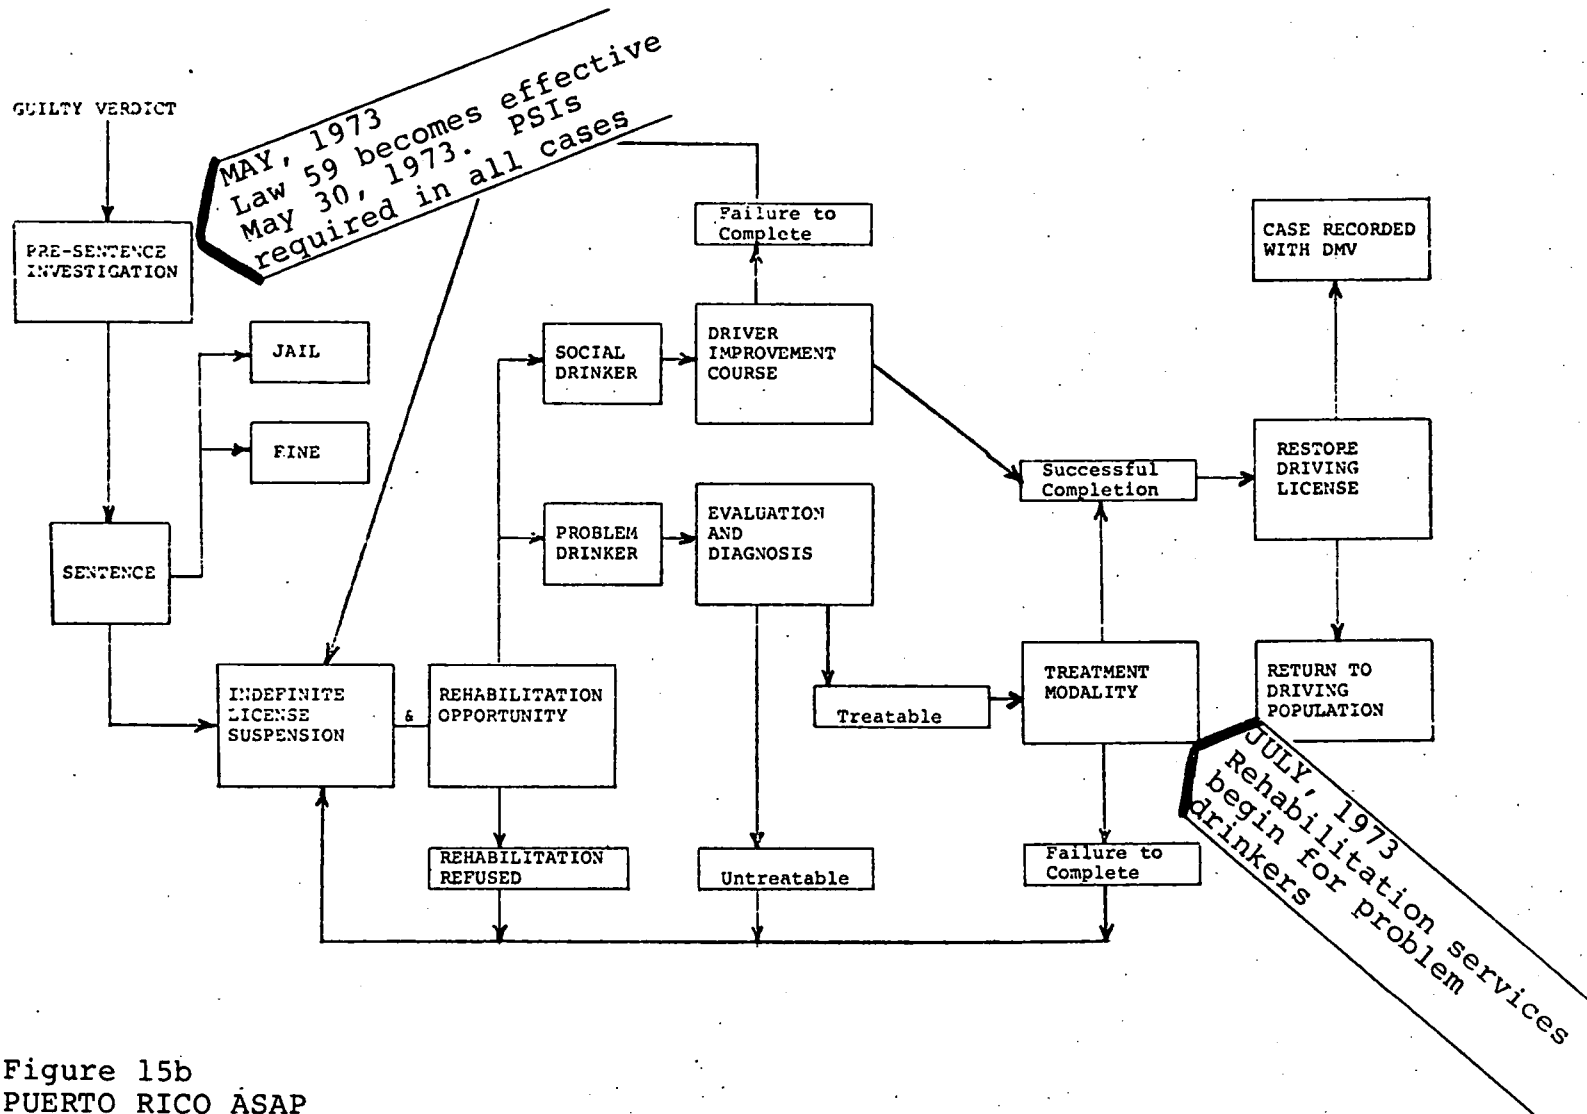 GUILTY VERDICT
MAY, 1973
Law 59 becomes effective
May 30, 1973. PSIs
required in all cases
PRE-SENTENCE
INVESTIGATION
JAIL
FINE
SENTENCE
INDEFINITE
LICENSE
SUSPENSION
&
REHABILITATION
OPPORTUNITY
REHABILITATION
REFUSED
SOCIAL
DRINKER
PROBLEM
DRINKER
Failure to
Complete
DRIVER
IMPROVEMENT
COURSE
EVALUATION
AND
DIAGNOSIS
Untreatable
Treatable
Successful
Completion
TREATMENT
MODALITY
Failure to
Complete
CASE RECORDED
WITH DMV
RESTORE
DRIVING
LICENSE
RETURN TO
DRIVING
POPULATION
JULY, 1973
Rehabilitation services
begin for problem
drinkers
Figure 15b
PUERTO RICO ASAP